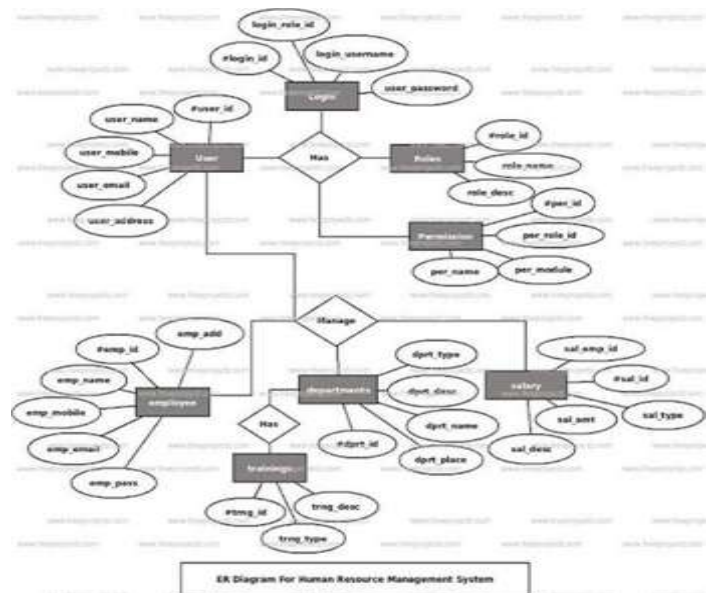 login_role_id
login_username
#login_id
user_password
Login
#user_id
user_name
user_mobile
User
user_email
user_address
Has
#role_id
Roles
role_name
role_desc
#per_id
Permission
per_role_id
per_name
per_module
Manage
emp_add
#emp_id
emp_name
employee
emp_mobile
emp_email
emp_pass
dprt_type
departments
dprt_desc
dprt_name
#dprt_id
dprt_place
Has
trainings
#trng_id
trng_desc
trng_type
sal_emp_id
#sal_id
salary
sal_type
sal_amt
sal_desc
ER Diagram For Human Resource Management System